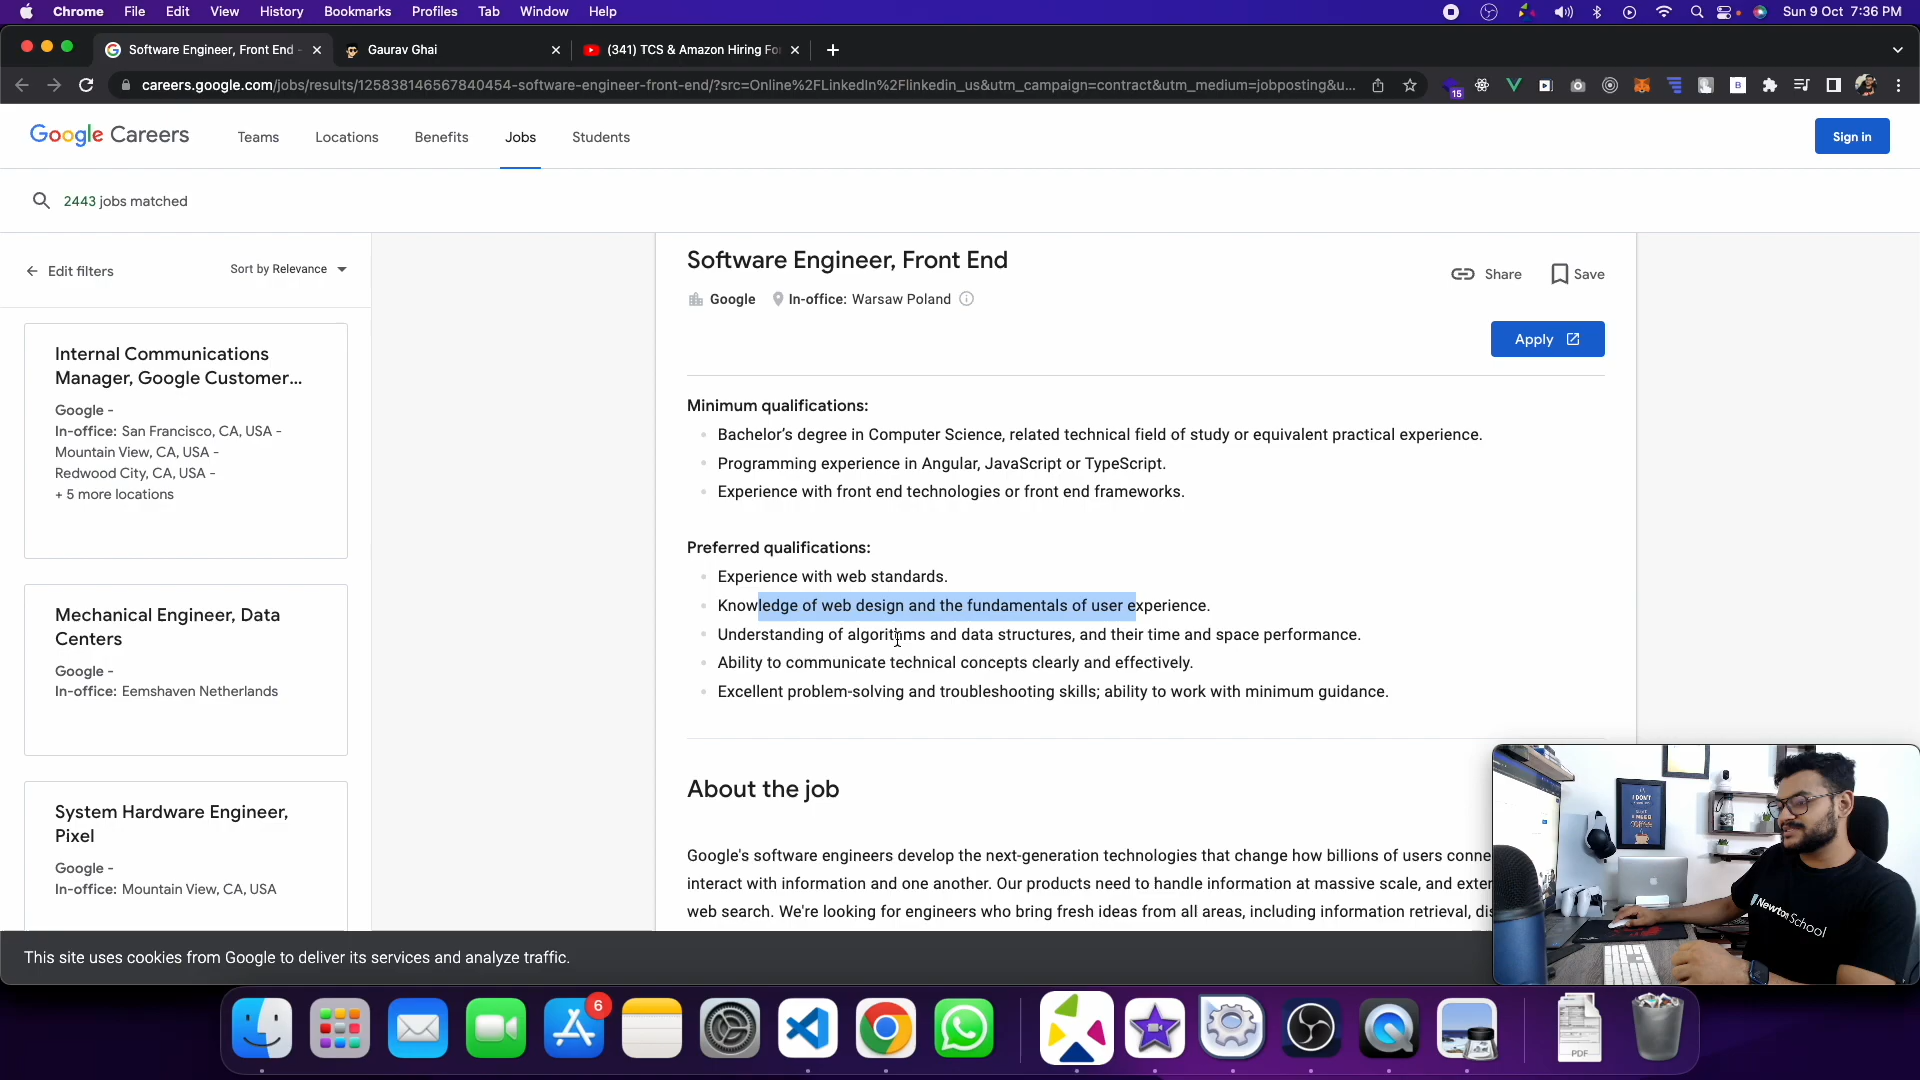 Chrome File Edit View History Bookmarks Profiles Tab Window Help Sun 9 Oct 7:36 PM
Software Engineer, Front End - Gaurav Ghai (341) TCS & Amazon Hiring Fo
careers.google.com/jobs/results/125838146567840454-software-engineer-front-end/?src=Online%2FLinkedIn%2Flinkedin_us&utm_campaign=contract&utm_medium=jobposting&u... 15
Google Careers Teams Locations Benefits Jobs Students Sign in
2443 jobs matched
Edit filters Sort by Relevance
Internal Communications
Manager, Google Customer...
Google -
In-office: San Francisco, CA, USA -
Mountain View, CA, USA -
Redwood City, CA, USA -
+ 5 more locations
Mechanical Engineer, Data
Centers
Google -
In-office: Eemshaven Netherlands
System Hardware Engineer,
Pixel
Google -
In-office: Mountain View, CA, USA
Software Engineer, Front End
Google In-office: Warsaw Poland
Share Save
Apply
Minimum qualifications:
Bachelor's degree in Computer Science, related technical field of study or equivalent practical experience.
Programming experience in Angular, JavaScript or TypeScript.
Experience with front end technologies or front end frameworks.
Preferred qualifications:
Experience with web standards.
Knowledge of web design and the fundamentals of user experience.
Understanding of algorithms and data structures, and their time and space performance.
Ability to communicate technical concepts clearly and effectively.
Excellent problem-solving and troubleshooting skills; ability to work with minimum guidance.
About the job
Google's software engineers develop the next-generation technologies that change how billions of users conne
interact with information and one another. Our products need to handle information at massive scale, and exte
web search. We're looking for engineers who bring fresh ideas from all areas, including information retrieval, dis
This site uses cookies from Google to deliver its services and analyze traffic.
I DON'T
NEED
COFFEE
Newton School
6
PDF